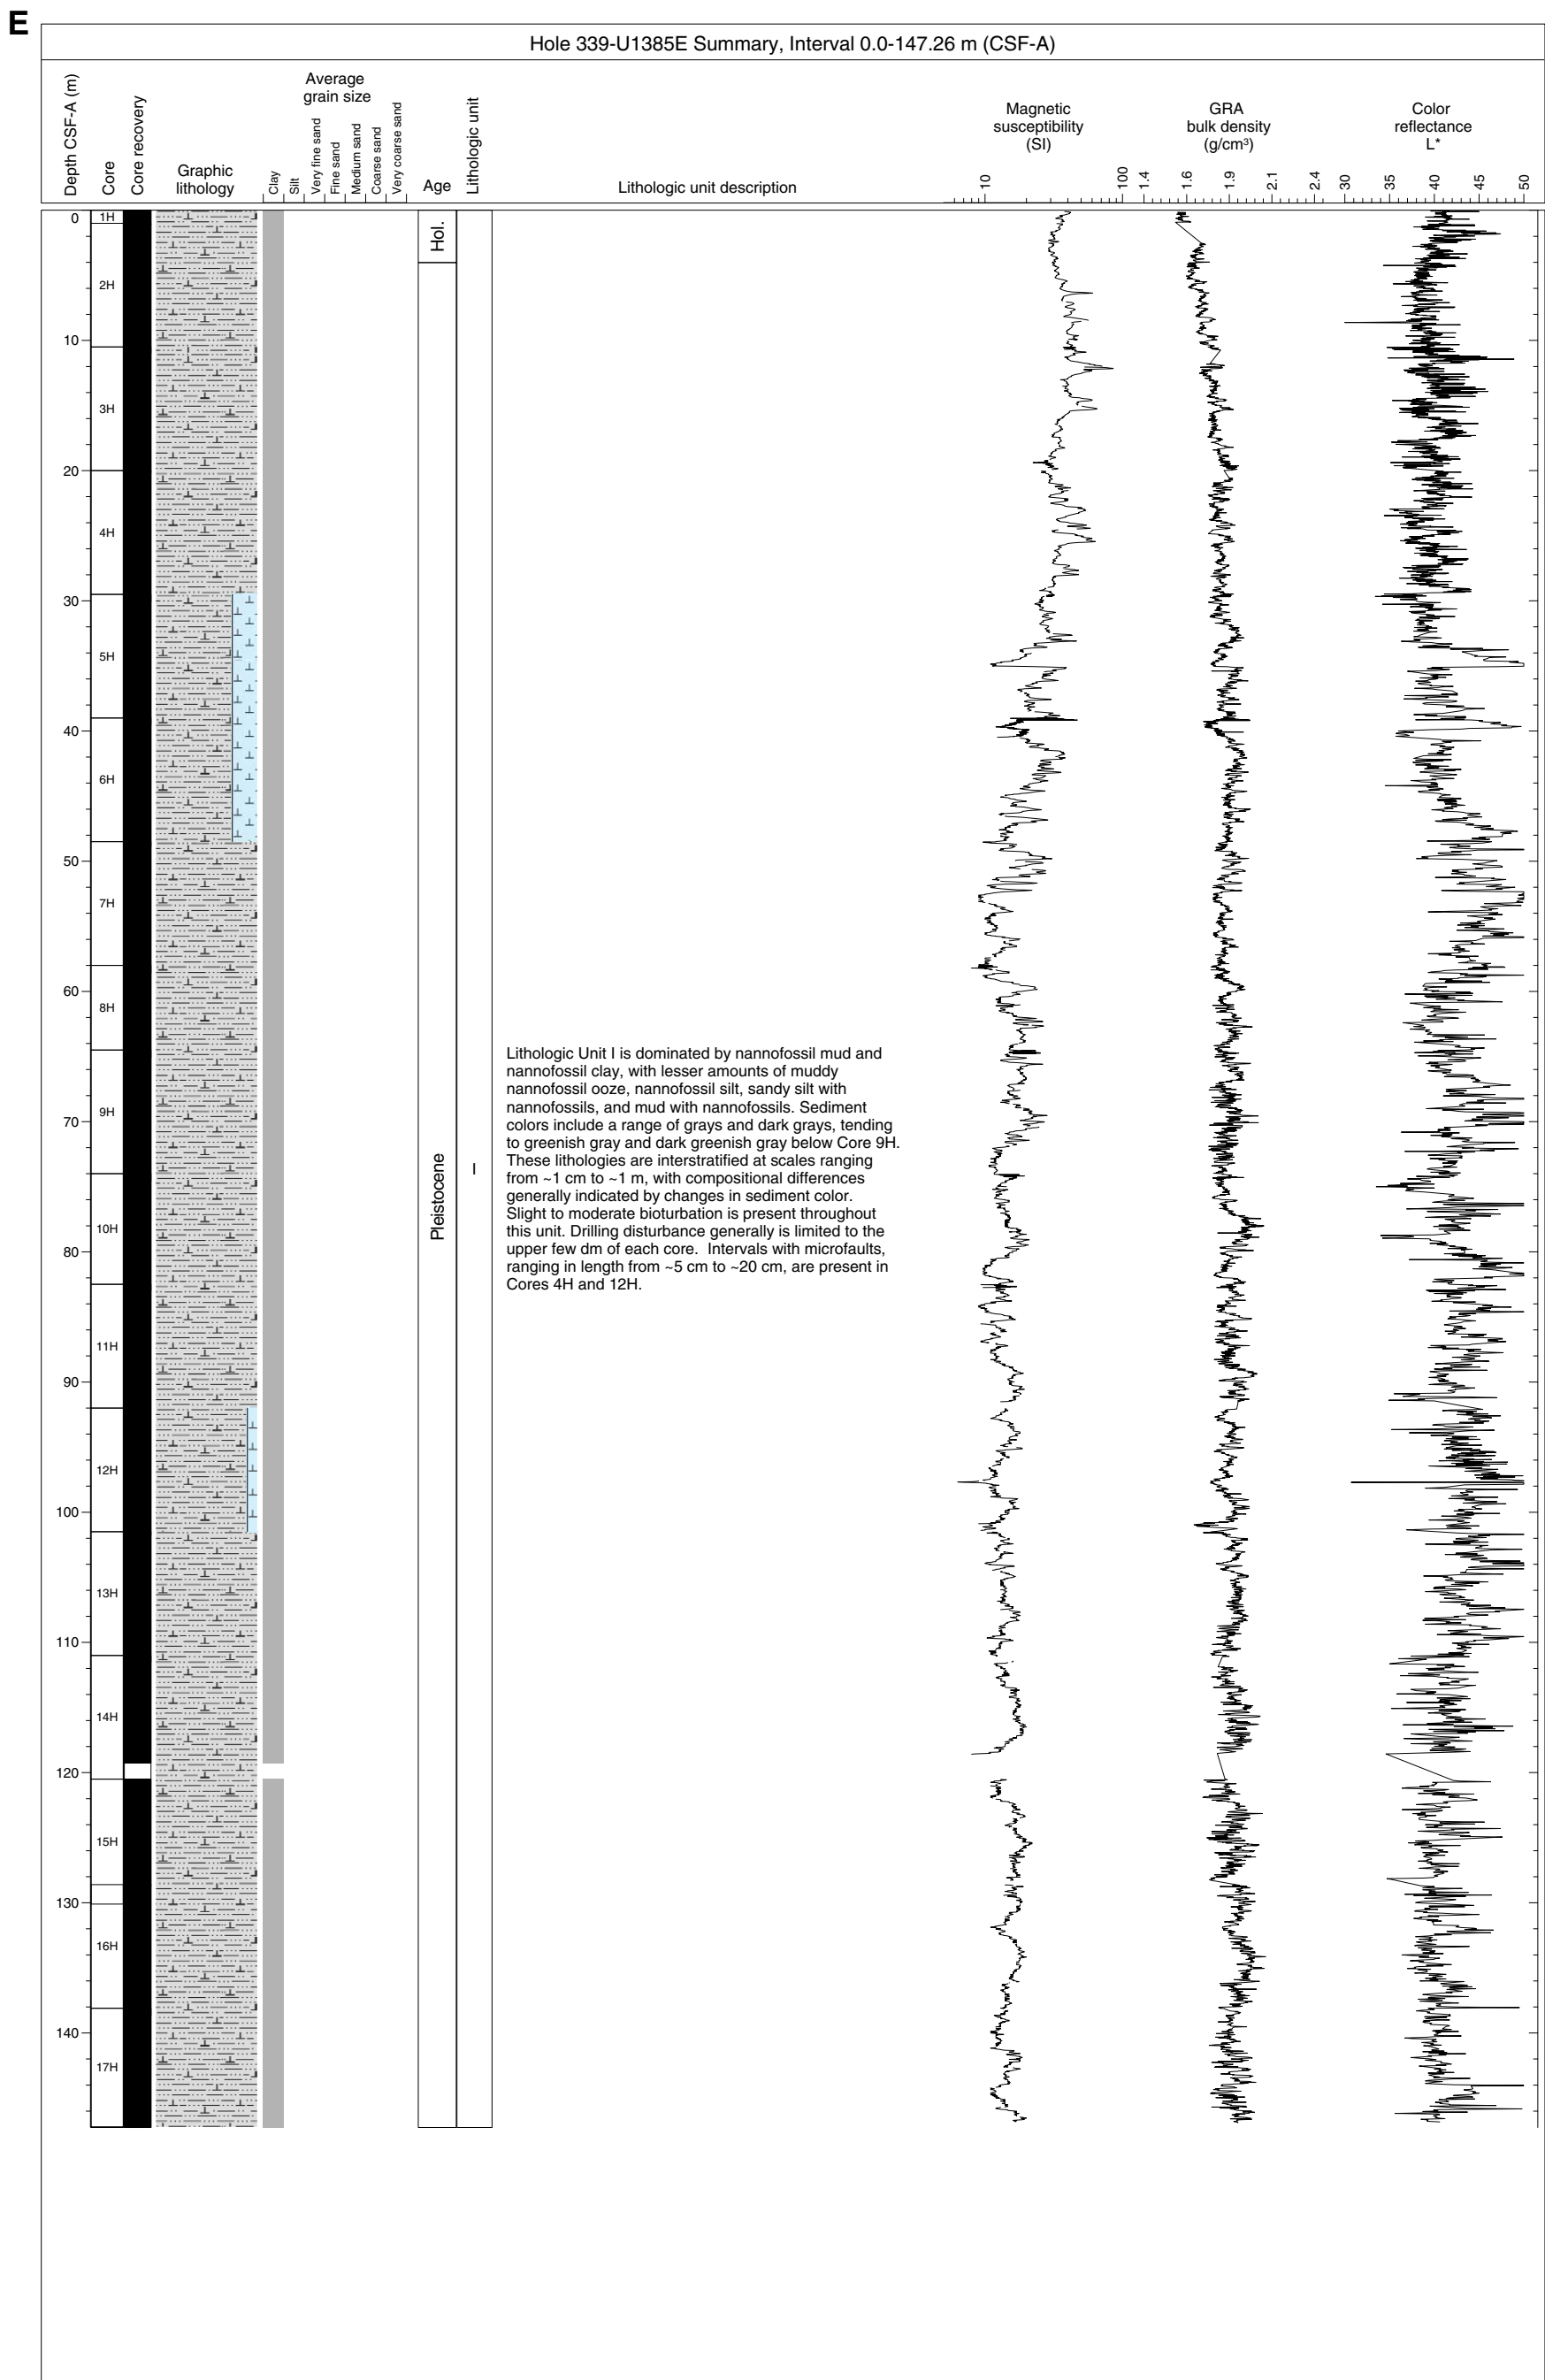 E
Hole 339-U1385E Summary, Interval 0.0-147.26 m (CSF-A)
Depth CSF-A (m)
Core
Core recovery
Graphic
lithology
Average
grain size
Clay
Silt
Very fine sand
Fine sand
Medium sand
Coarse sand
Very coarse sand
Age
Lithologic unit
Lithologic unit description
Magnetic
susceptibility
(SI)
10
100
GRA
bulk density
(g/cm³)
1.4
1.6
1.9
2.1
2.4
Color
reflectance
L*
30
35
40
45
50
0
10
20
30
40
50
60
70
80
90
100
110
120
130
140
1H
2H
3H
4H
5H
6H
7H
8H
9H
10H
11H
12H
13H
14H
15H
16H
17H
Hol.
Pleistocene
I
Lithologic Unit I is dominated by nannofossil mud and
nannofossil clay, with lesser amounts of muddy
nannofossil ooze, nannofossil silt, sandy silt with
nannofossils, and mud with nannofossils. Sediment
colors include a range of grays and dark grays, tending
to greenish gray and dark greenish gray below Core 9H.
These lithologies are interstratified at scales ranging
from ~1 cm to ~1 m, with compositional differences
generally indicated by changes in sediment color.
Slight to moderate bioturbation is present throughout
this unit. Drilling disturbance generally is limited to the
upper few dm of each core. Intervals with microfaults,
ranging in length from ~5 cm to ~20 cm, are present in
Cores 4H and 12H.